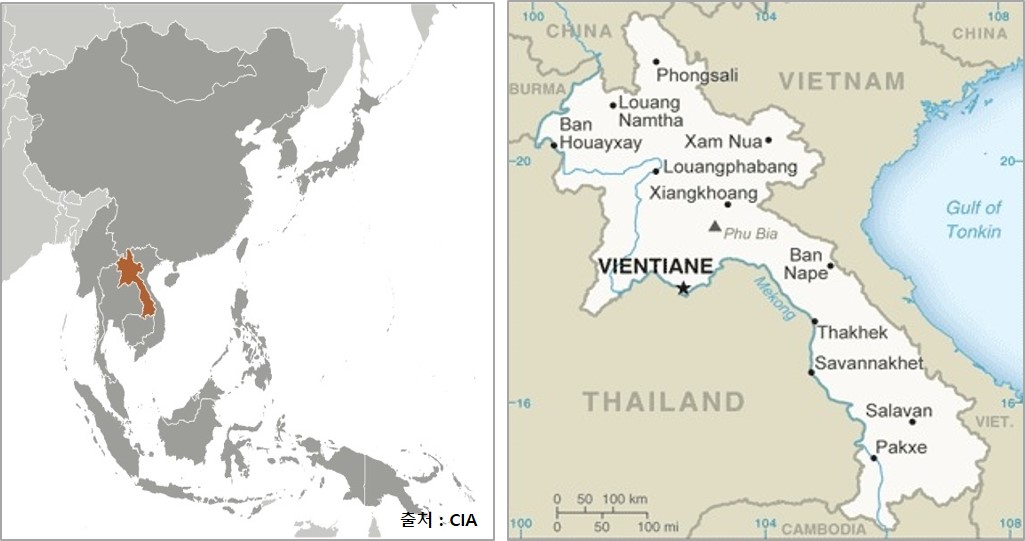 출처 : CIA
100
104
108
CHINA
CHINA
Phongsali
VIETNAM
BURMA
Louang
Namtha
Ban
Houayxay
Xam Nua
20
20
Louangphabang
Xiangkhoang
Gulf of
Tonkin
Phu Bia
VIENTIANE
Ban
Nape
Mekong
Thakhek
Savannakhet
THAILAND
16
16
Salavan
VIET.
Pakxe
0 50 100 km
0 50 100 mi
100
104
CAMBODIA
108